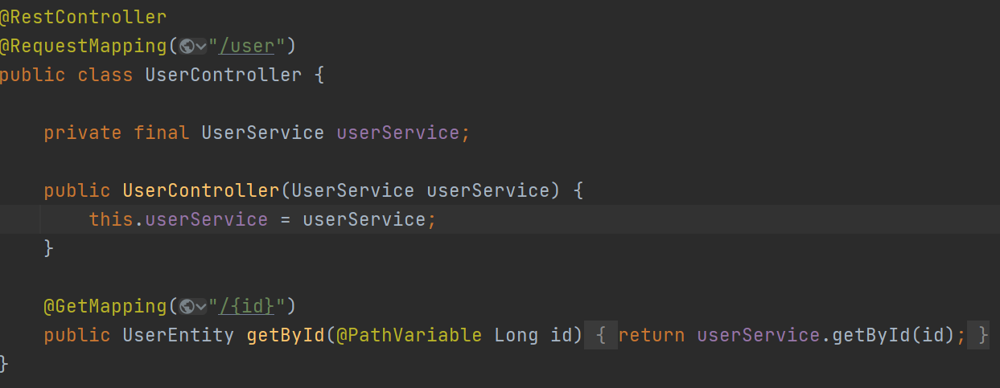 @RestController
@RequestMapping("/user")
public class UserController {
private final UserService userService;
public UserController(UserService userService) {
this.userService = userService;
}
@GetMapping("/{id}")
public UserEntity getById(@PathVariable Long id) { return userService.getById(id); }
}